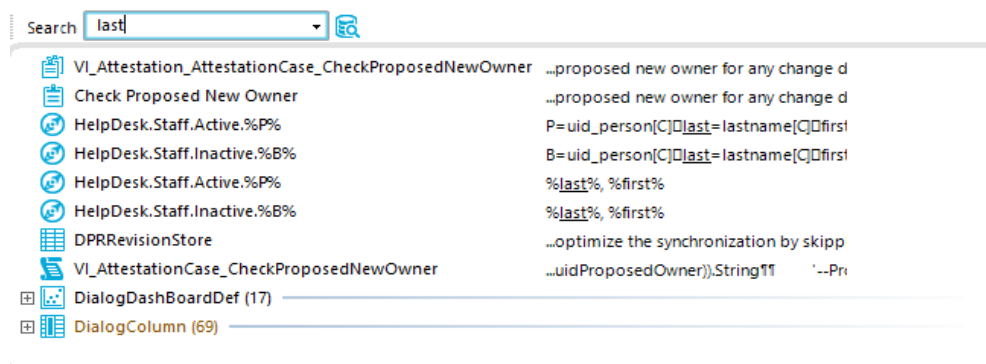 Search last
VI_Attestation_AttestationCase_CheckProposedNewOwner ...proposed new owner for any change d
Check Proposed New Owner ...proposed new owner for any change d
HelpDesk.Staff.Active.%P% P=uid_person[C]□last=lastname[C]□first
HelpDesk.Staff.Inactive.%B% B=uid_person[C]□last=lastname[C]□first
HelpDesk.Staff.Active.%P% %last%, %first%
HelpDesk.Staff.Inactive.%B% %last%, %first%
DPRRevisionStore ...optimize the synchronization by skipp
VI_AttestationCase_CheckProposedNewOwner ...uidProposedOwner)).String¶¶ '--Pro
DialogDashBoardDef (17)
DialogColumn (69)